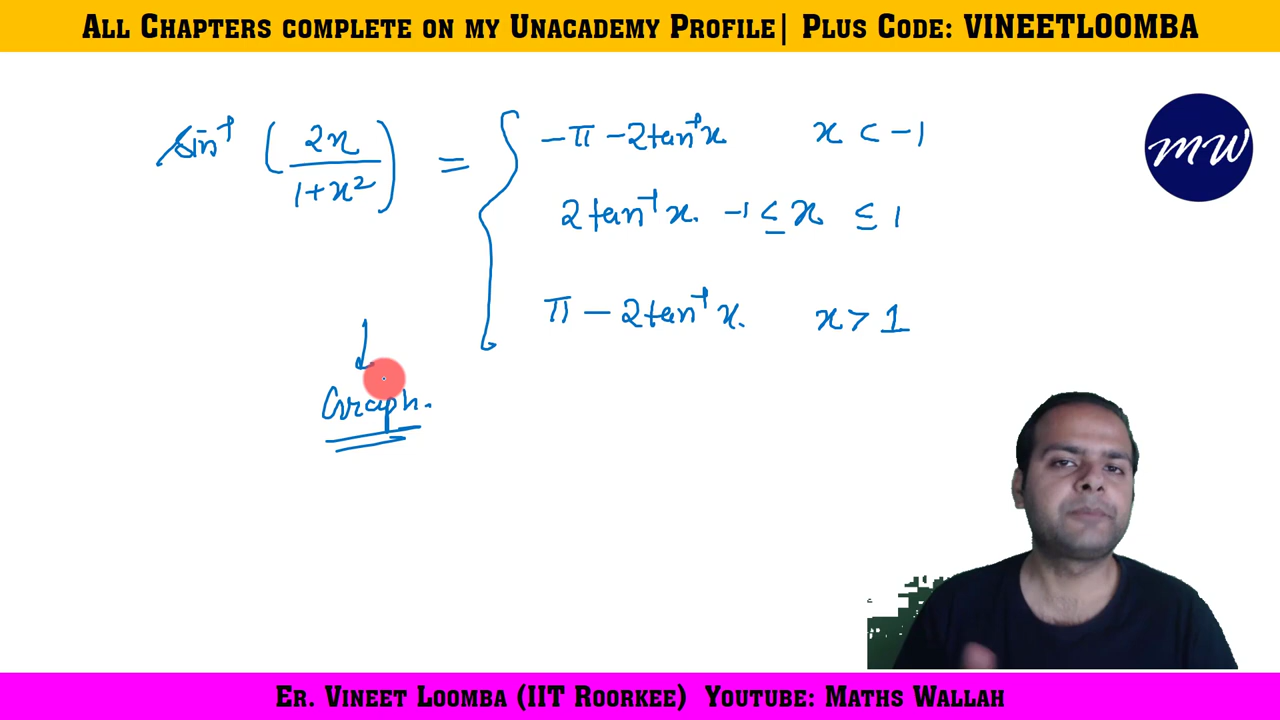 ALL CHAPTERS COMPLETE ON MY UNACADEMY PROFILE| PLUS CODE: VINEETLOOMBA
sin⁻¹ (2x / 1+x²) = { -π - 2tan⁻¹x x < -1
2tan⁻¹x. -1 ≤ x ≤ 1
π - 2tan⁻¹x. x > 1
Graph.
MW
ER. VINEET LOOMBA (IIT ROORKEE) YOUTUBE: MATHS WALLAH